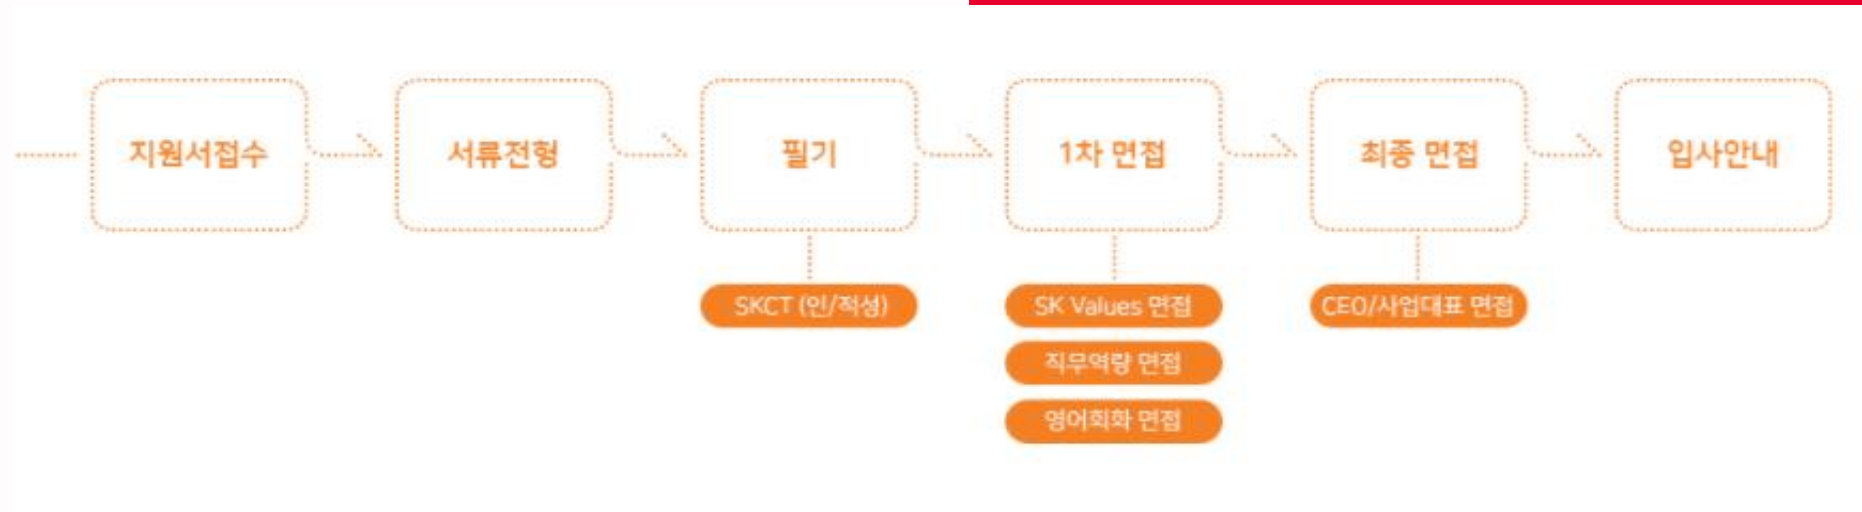 지원서접수
서류전형
필기
1차 면접
최종 면접
입사안내
SKCT (인/적성)
SK Values 면접
CEO/사업대표 면접
직무역량 면접
영어회화 면접